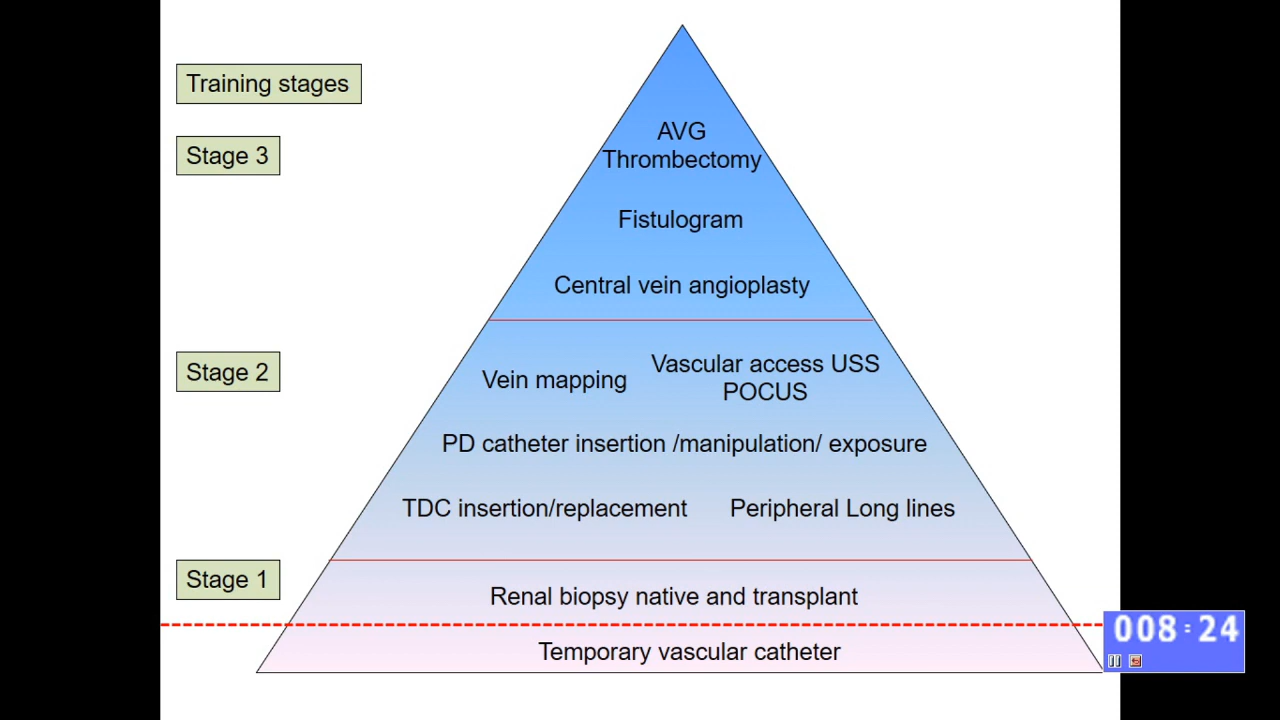 Training stages
Stage 3
AVG
Thrombectomy
Fistulogram
Central vein angioplasty
Stage 2
Vein mapping
Vascular access USS
POCUS
PD catheter insertion /manipulation/ exposure
TDC insertion/replacement
Peripheral Long lines
Stage 1
Renal biopsy native and transplant
Temporary vascular catheter
008:24